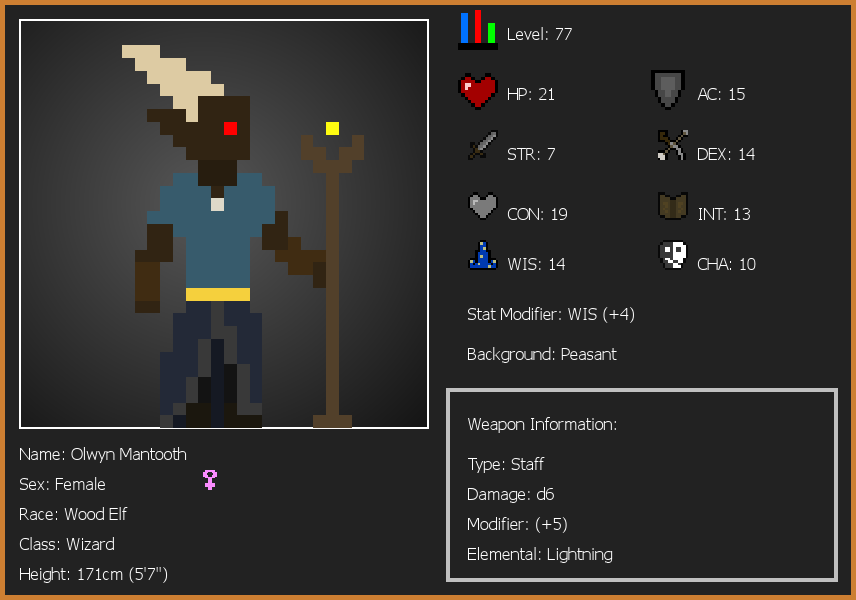 Level: 77
HP: 21
AC: 15
STR: 7
DEX: 14
CON: 19
INT: 13
WIS: 14
CHA: 10
Stat Modifier: WIS (+4)
Background: Peasant
Weapon Information:
Type: Staff
Damage: d6
Modifier: (+5)
Elemental: Lightning
Name: Olwyn Mantooth
Sex: Female
Race: Wood Elf
Class: Wizard
Height: 171cm (5'7")